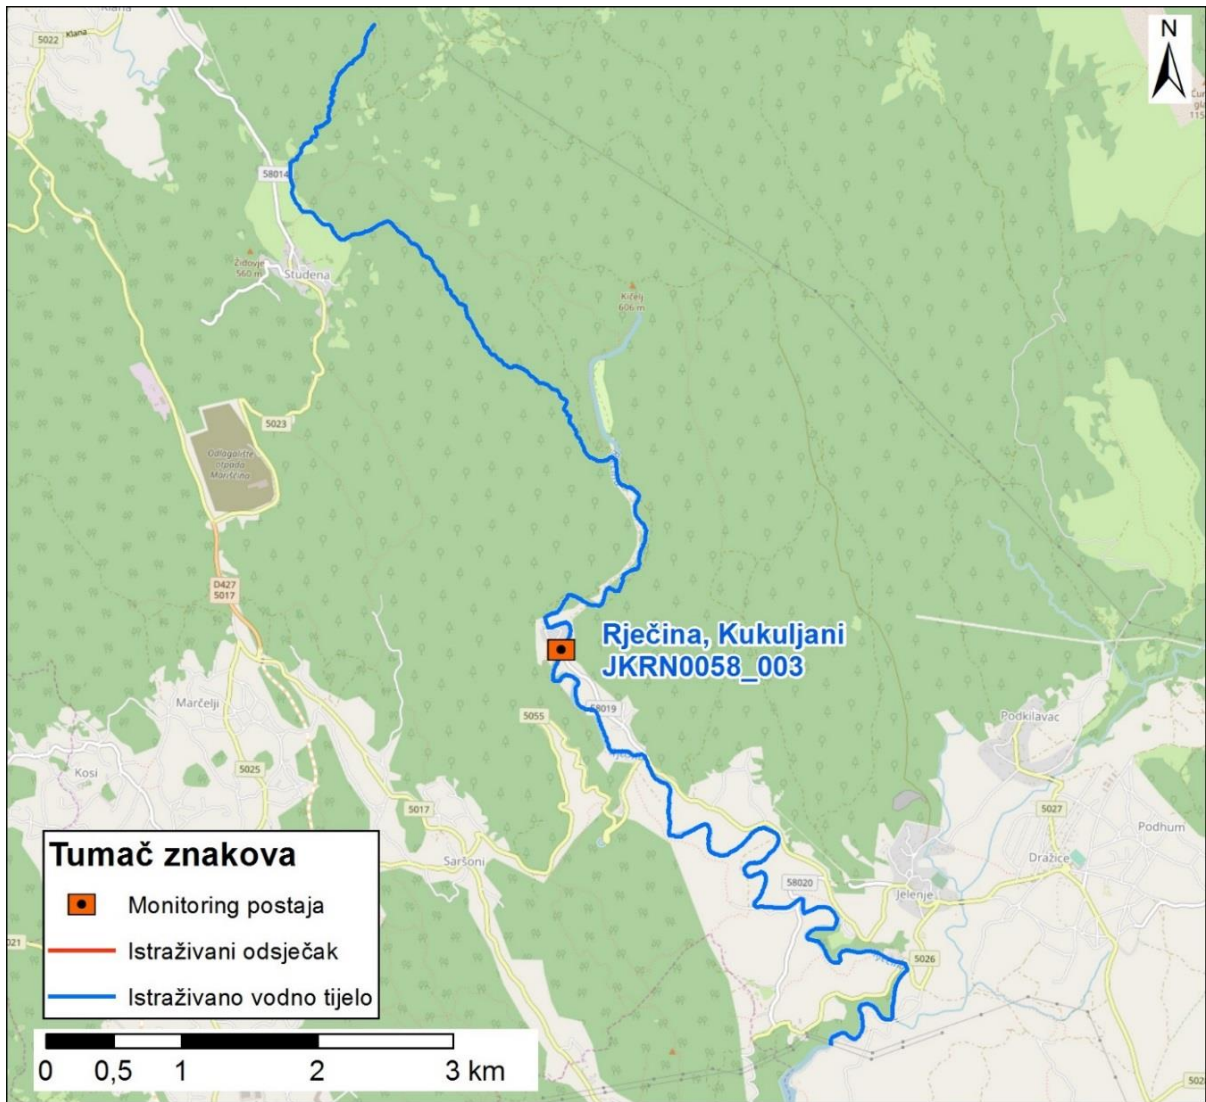 Klana
5022
Klana
N
58014
Židovje
560 m
Studena
Kičelj
606 m
5023
Odlagalište
otpada
Marišćina
D427
5017
Rječina, Kukuljani
JKRN0058_003
Marčelji
5055
58019
Podkilavac
Kosi
5025
5017
5027
Podhum
Saršoni
58020
Dražice
Jelenje
5026
Tumač znakova
Monitoring postaja
Istraživani odsječak
Istraživano vodno tijelo
0 0,5 1 2 3 km